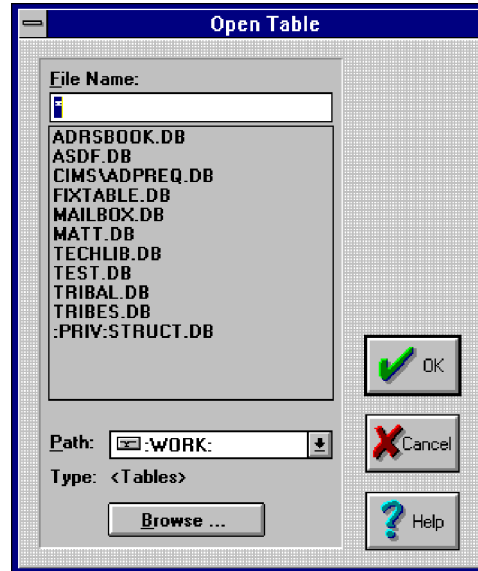 Open Table
File Name:
*
ADRSBOOK.DB
ASDF.DB
CIMS\ADPREQ.DB
FIXTABLE.DB
MAILBOX.DB
MATT.DB
TECHLIB.DB
TEST.DB
TRIBAL.DB
TRIBES.DB
:PRIV:STRUCT.DB
OK
Path: :WORK:
Cancel
Type: <Tables>
Browse ...
Help